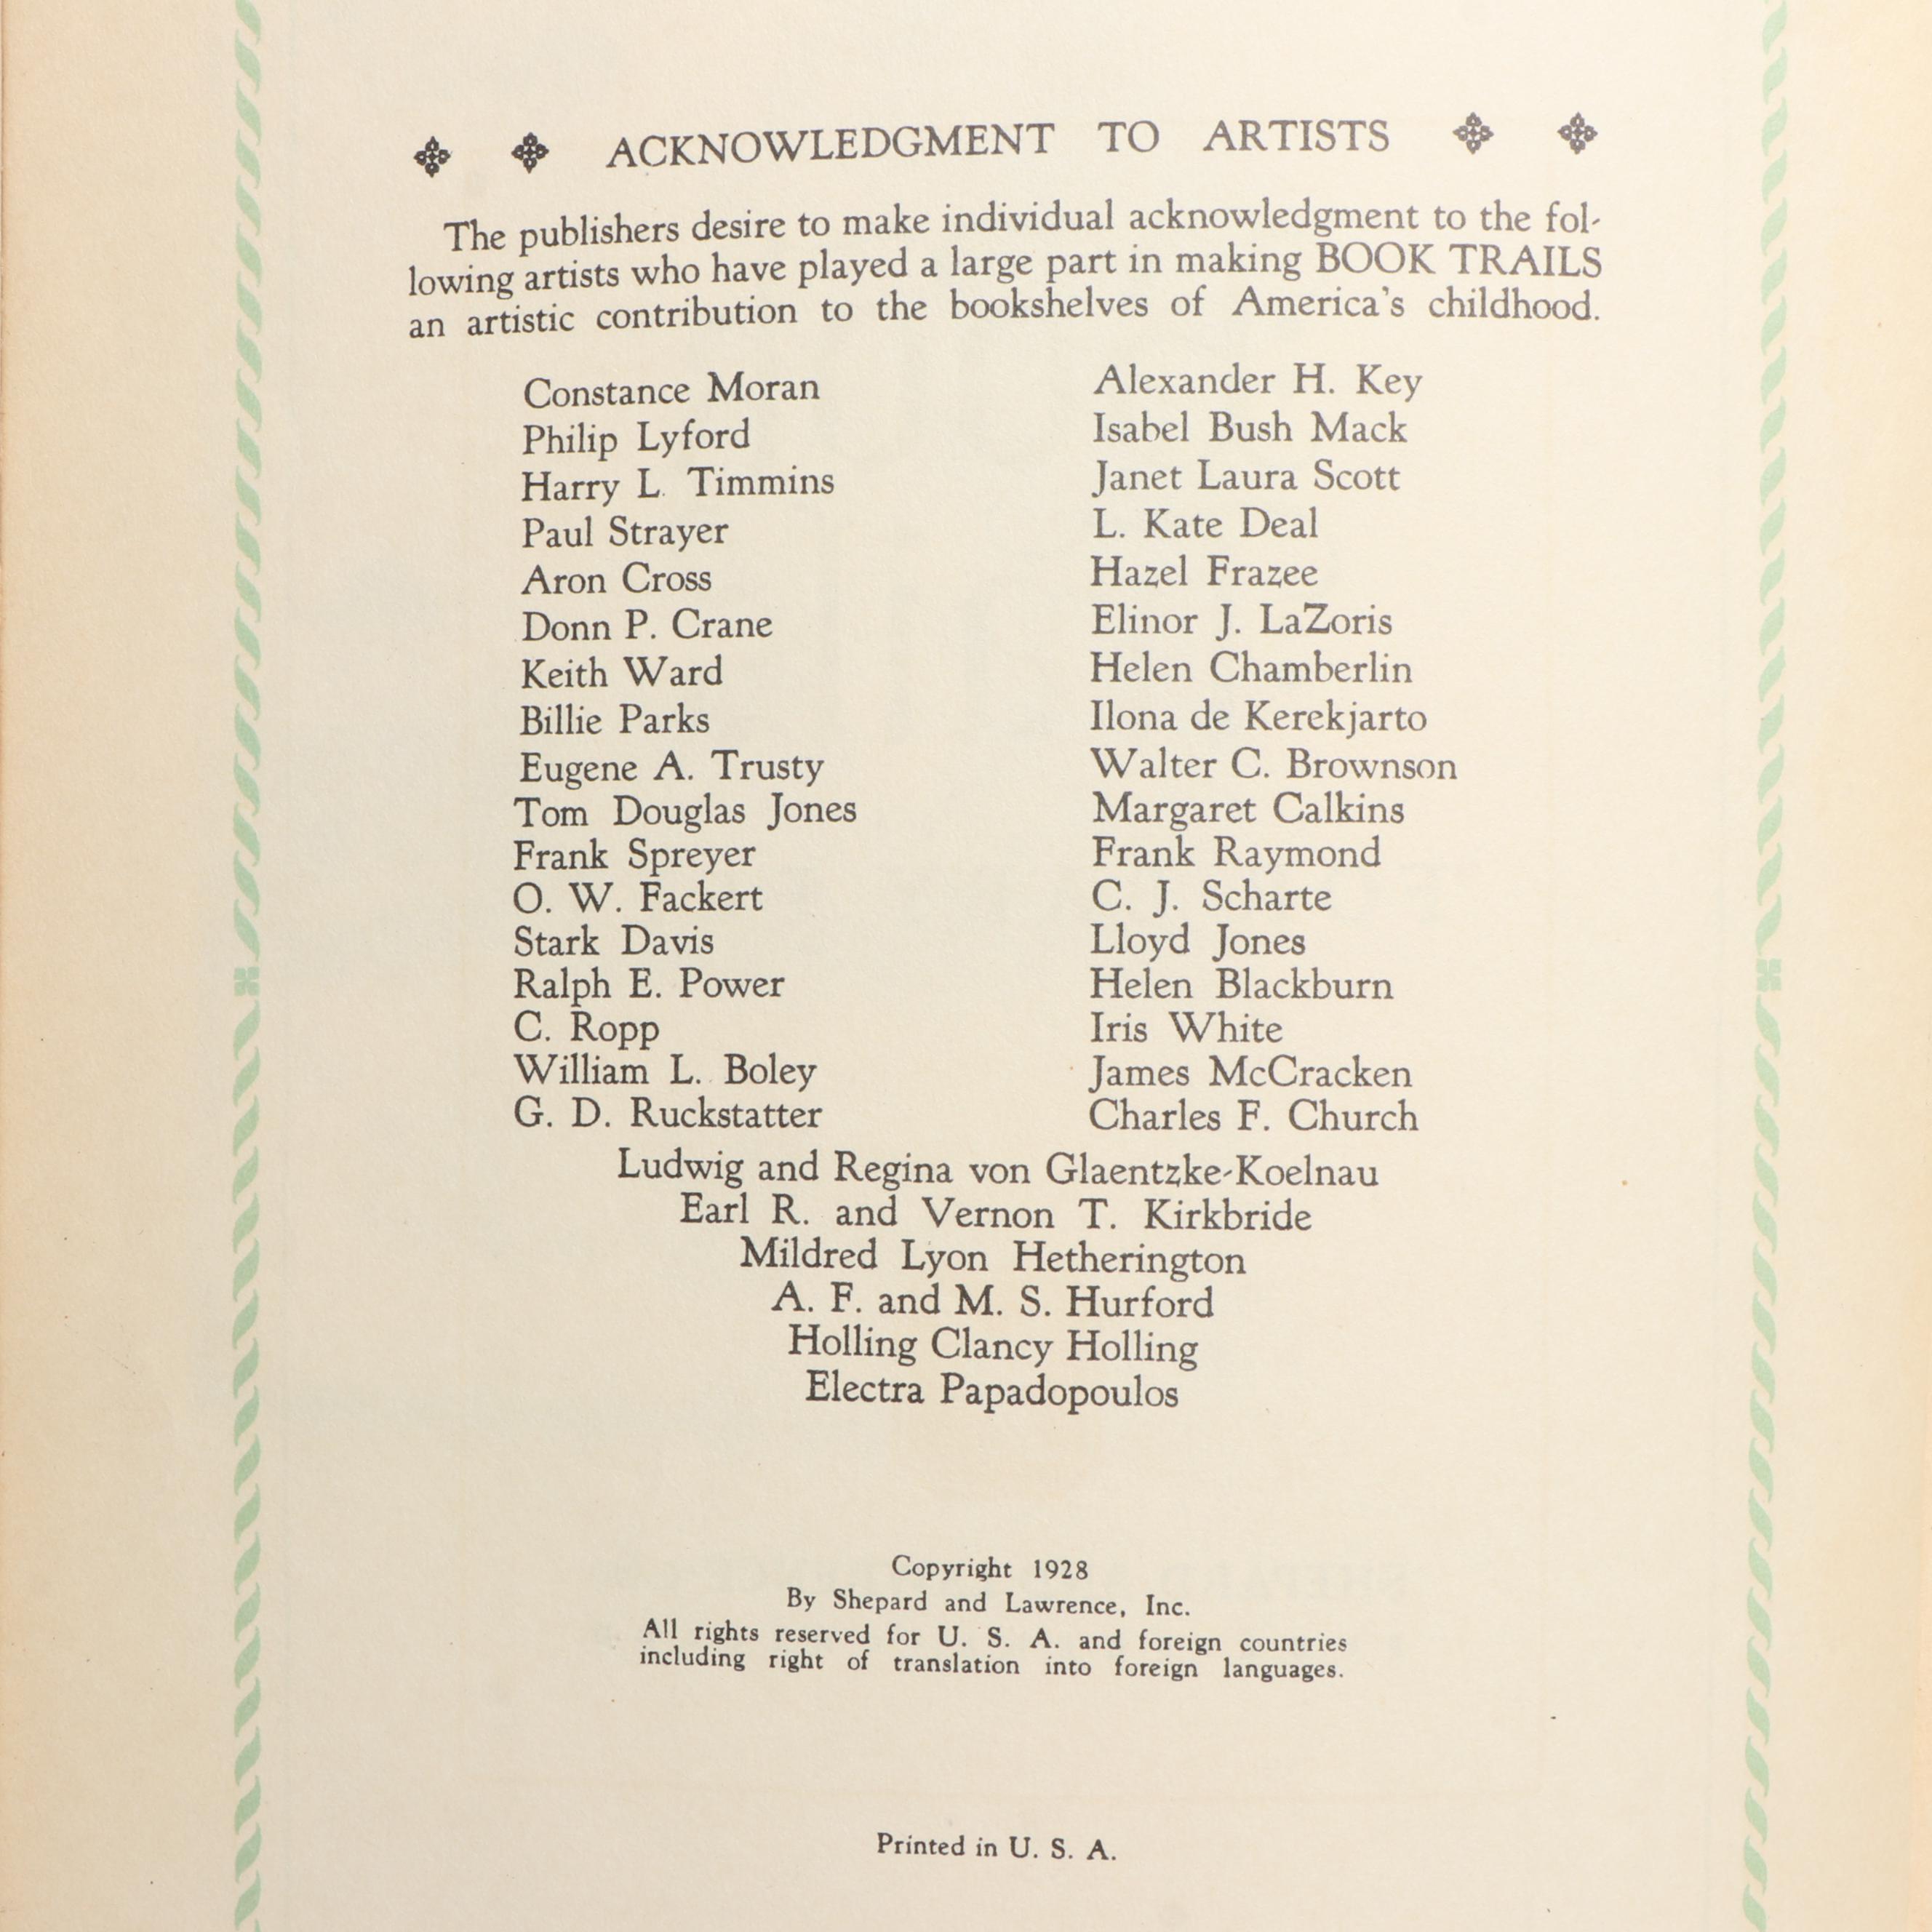 ACKNOWLEDGMENT TO ARTISTS
The publishers desire to make individual acknowledgment to the fol-
lowing artists who have played a large part in making BOOK TRAILS
an artistic contribution to the bookshelves of America's childhood.
Constance Moran
Philip Lyford
Harry L. Timmins
Paul Strayer
Aron Cross
Donn P. Crane
Keith Ward
Billie Parks
Eugene A. Trusty
Tom Douglas Jones
Frank Spreyer
O. W. Fackert
Stark Davis
Ralph E. Power
C. Ropp
William L. Boley
G. D. Ruckstatter
Alexander H. Key
Isabel Bush Mack
Janet Laura Scott
L. Kate Deal
Hazel Frazee
Elinor J. LaZoris
Helen Chamberlin
Ilona de Kerekjarto
Walter C. Brownson
Margaret Calkins
Frank Raymond
C. J. Scharte
Lloyd Jones
Helen Blackburn
Iris White
James McCracken
Charles F. Church
Ludwig and Regina von Glaentzke-Koelnau
Earl R. and Vernon T. Kirkbride
Mildred Lyon Hetherington
A. F. and M. S. Hurford
Holling Clancy Holling
Electra Papadopoulos
Copyright 1928
By Shepard and Lawrence, Inc.
All rights reserved for U. S. A. and foreign countries
including right of translation into foreign languages.
Printed in U. S. A.